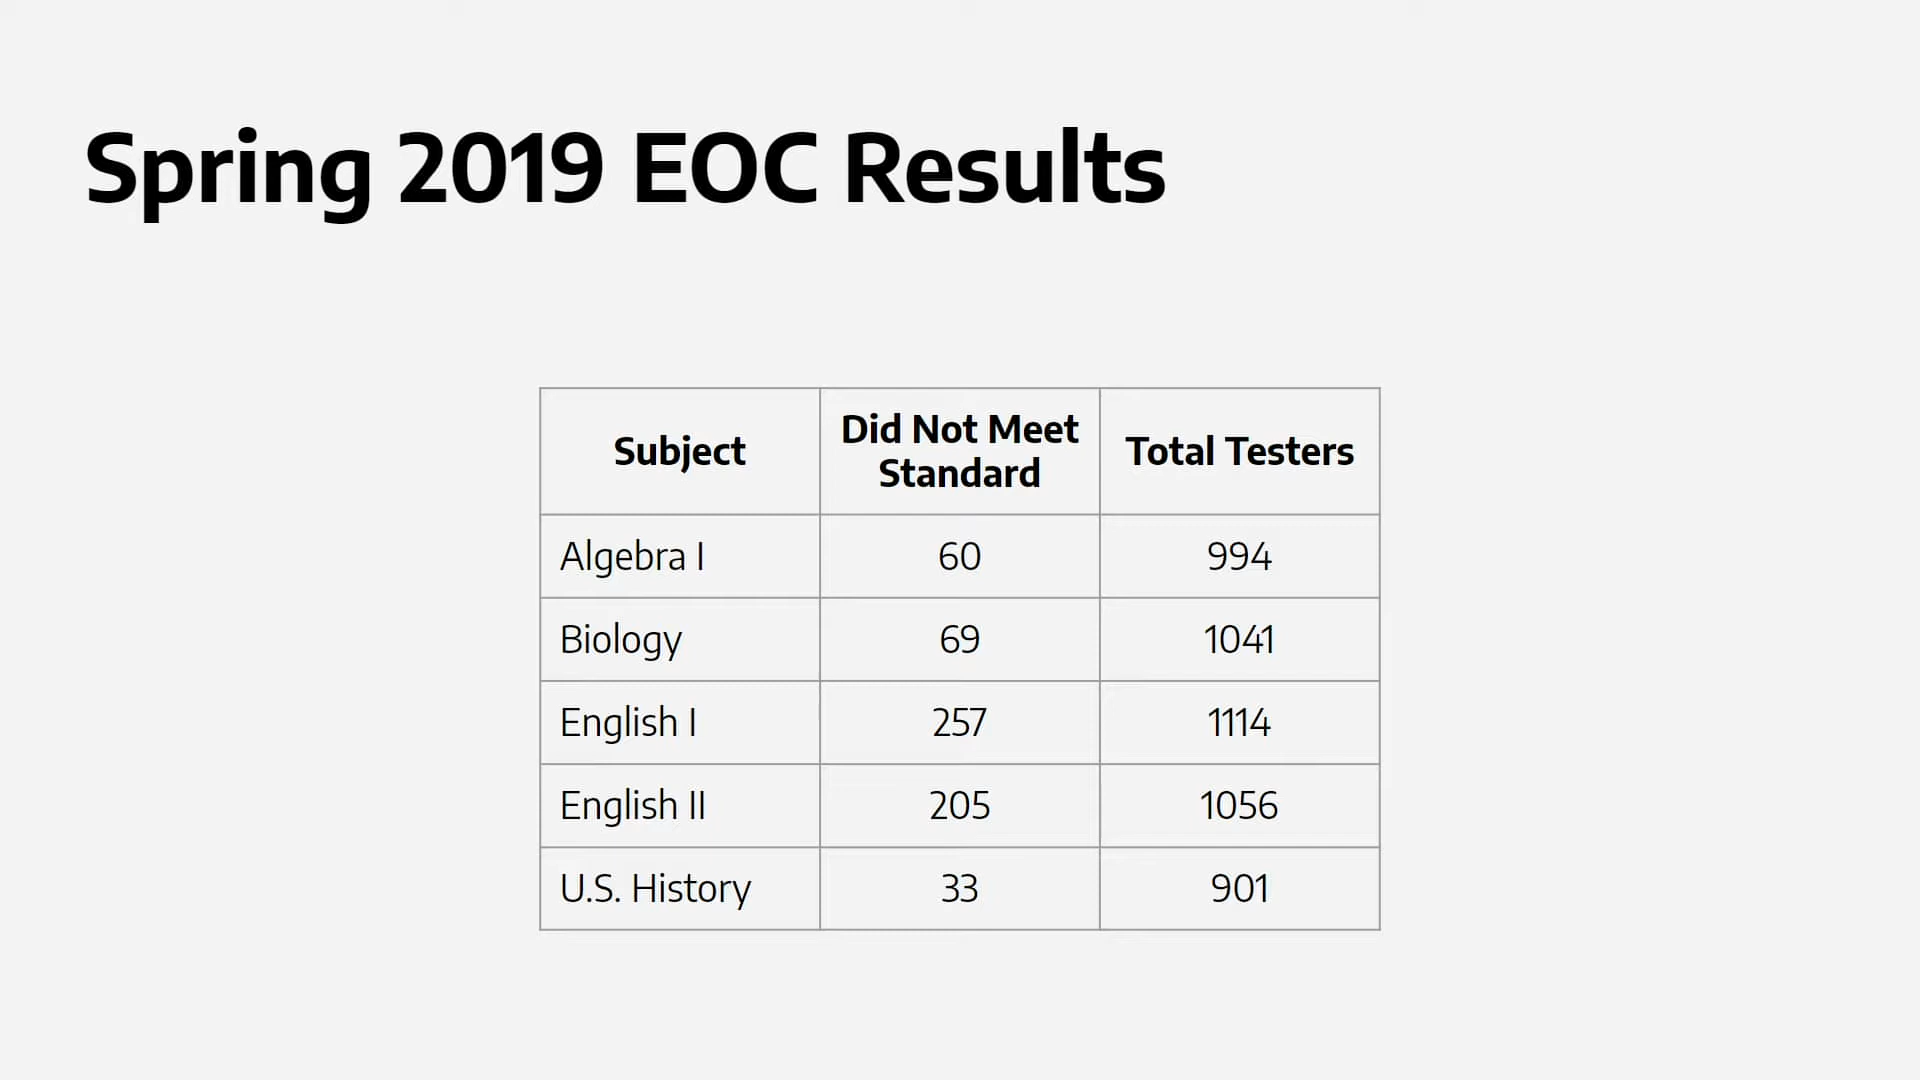 Spring 2019 EOC Results
Subject Did Not Meet Standard Total Testers
Algebra I 60 994
Biology 69 1041
English I 257 1114
English II 205 1056
U.S. History 33 901